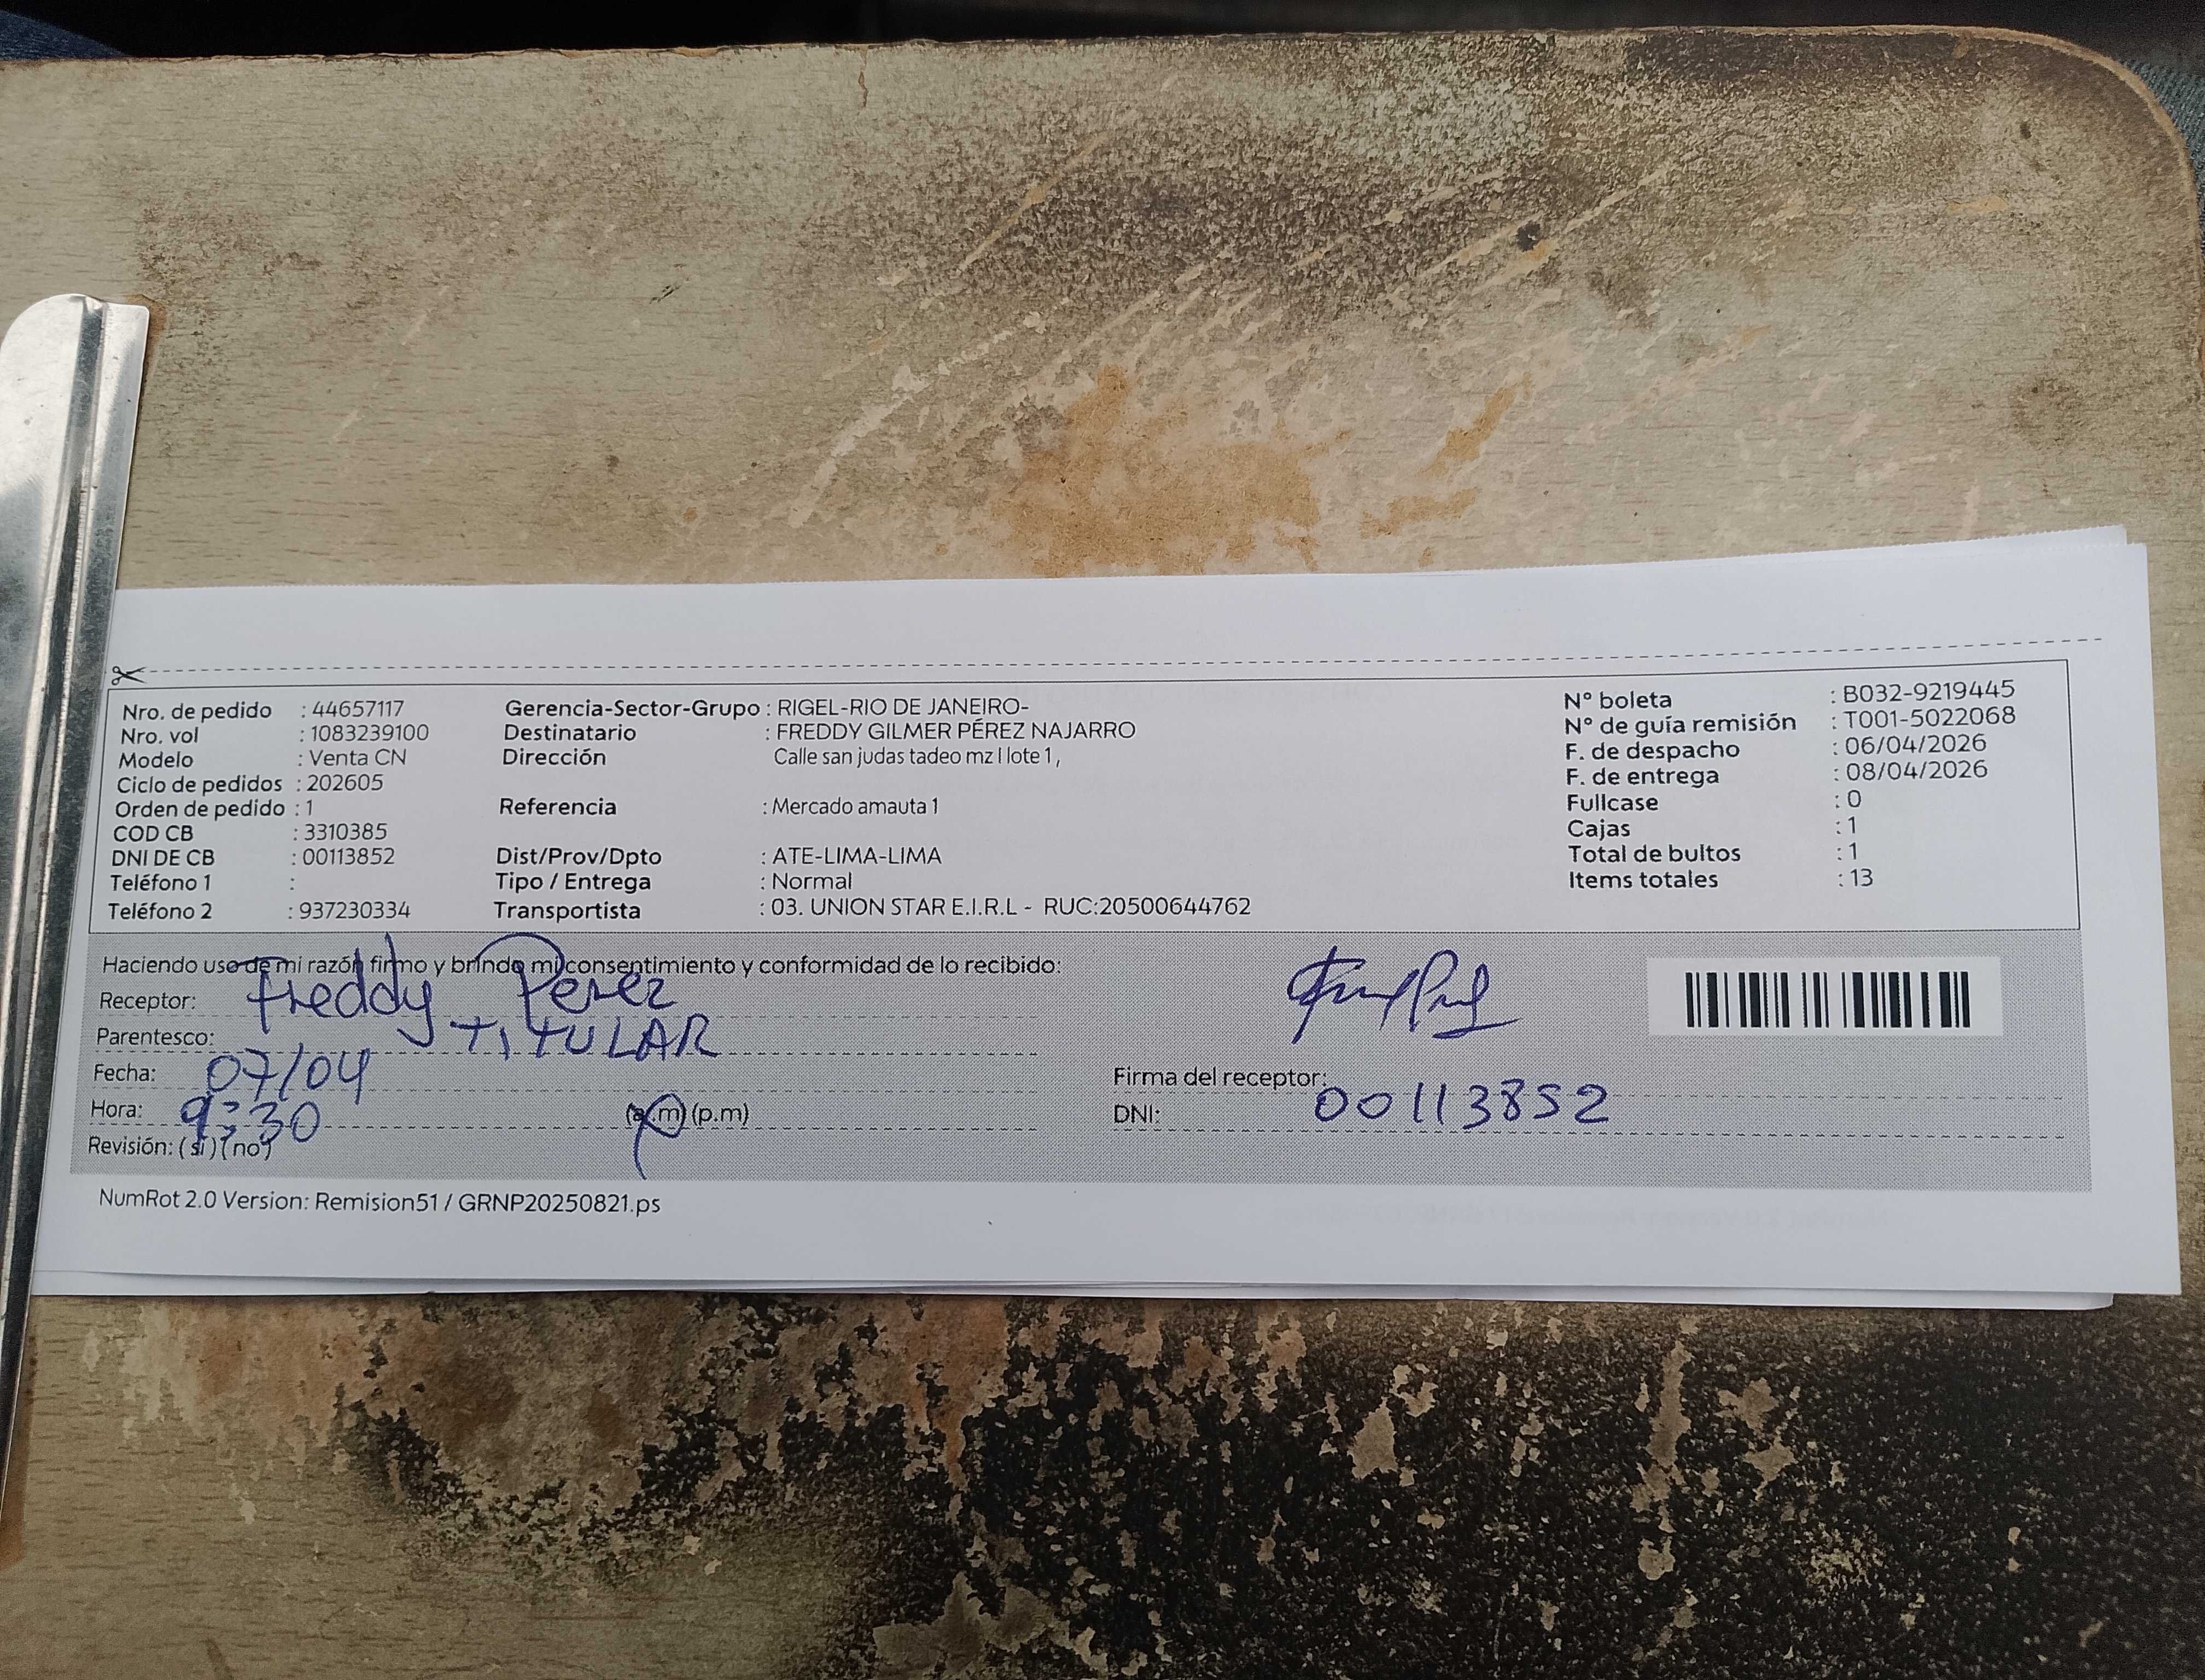 Nro. de pedido : 44657117
Nro. vol : 1083239100
Modelo : Venta CN
Ciclo de pedidos : 202605
Orden de pedido : 1
COD CB : 3310385
DNI DE CB : 00113852
Teléfono 1 :
Teléfono 2 : 937230334
Gerencia-Sector-Grupo : RIGEL-RIO DE JANEIRO-
Destinatario : FREDDY GILMER PÉREZ NAJARRO
Dirección Calle san judas tadeo mz l lote 1,
Referencia : Mercado amauta 1
Dist/Prov/Dpto : ATE-LIMA-LIMA
Tipo / Entrega : Normal
Transportista : 03. UNION STAR E.I.R.L - RUC:20500644762
N° boleta : B032-9219445
N° de guía remisión : T001-5022068
F. de despacho : 06/04/2026
F. de entrega : 08/04/2026
Fullcase : 0
Cajas : 1
Total de bultos : 1
Items totales : 13
Haciendo uso de mi razón firmo y brindo mi consentimiento y conformidad de lo recibido:
Receptor: Freddy Perez
Parentesco: TITULAR
Fecha: 07/04
Hora: 9:30 (a.m) (p.m)
Revisión: (si) (no)
Firma del receptor:
DNI: 00113852
NumRot 2.0 Version: Remision51 / GRNP20250821.ps